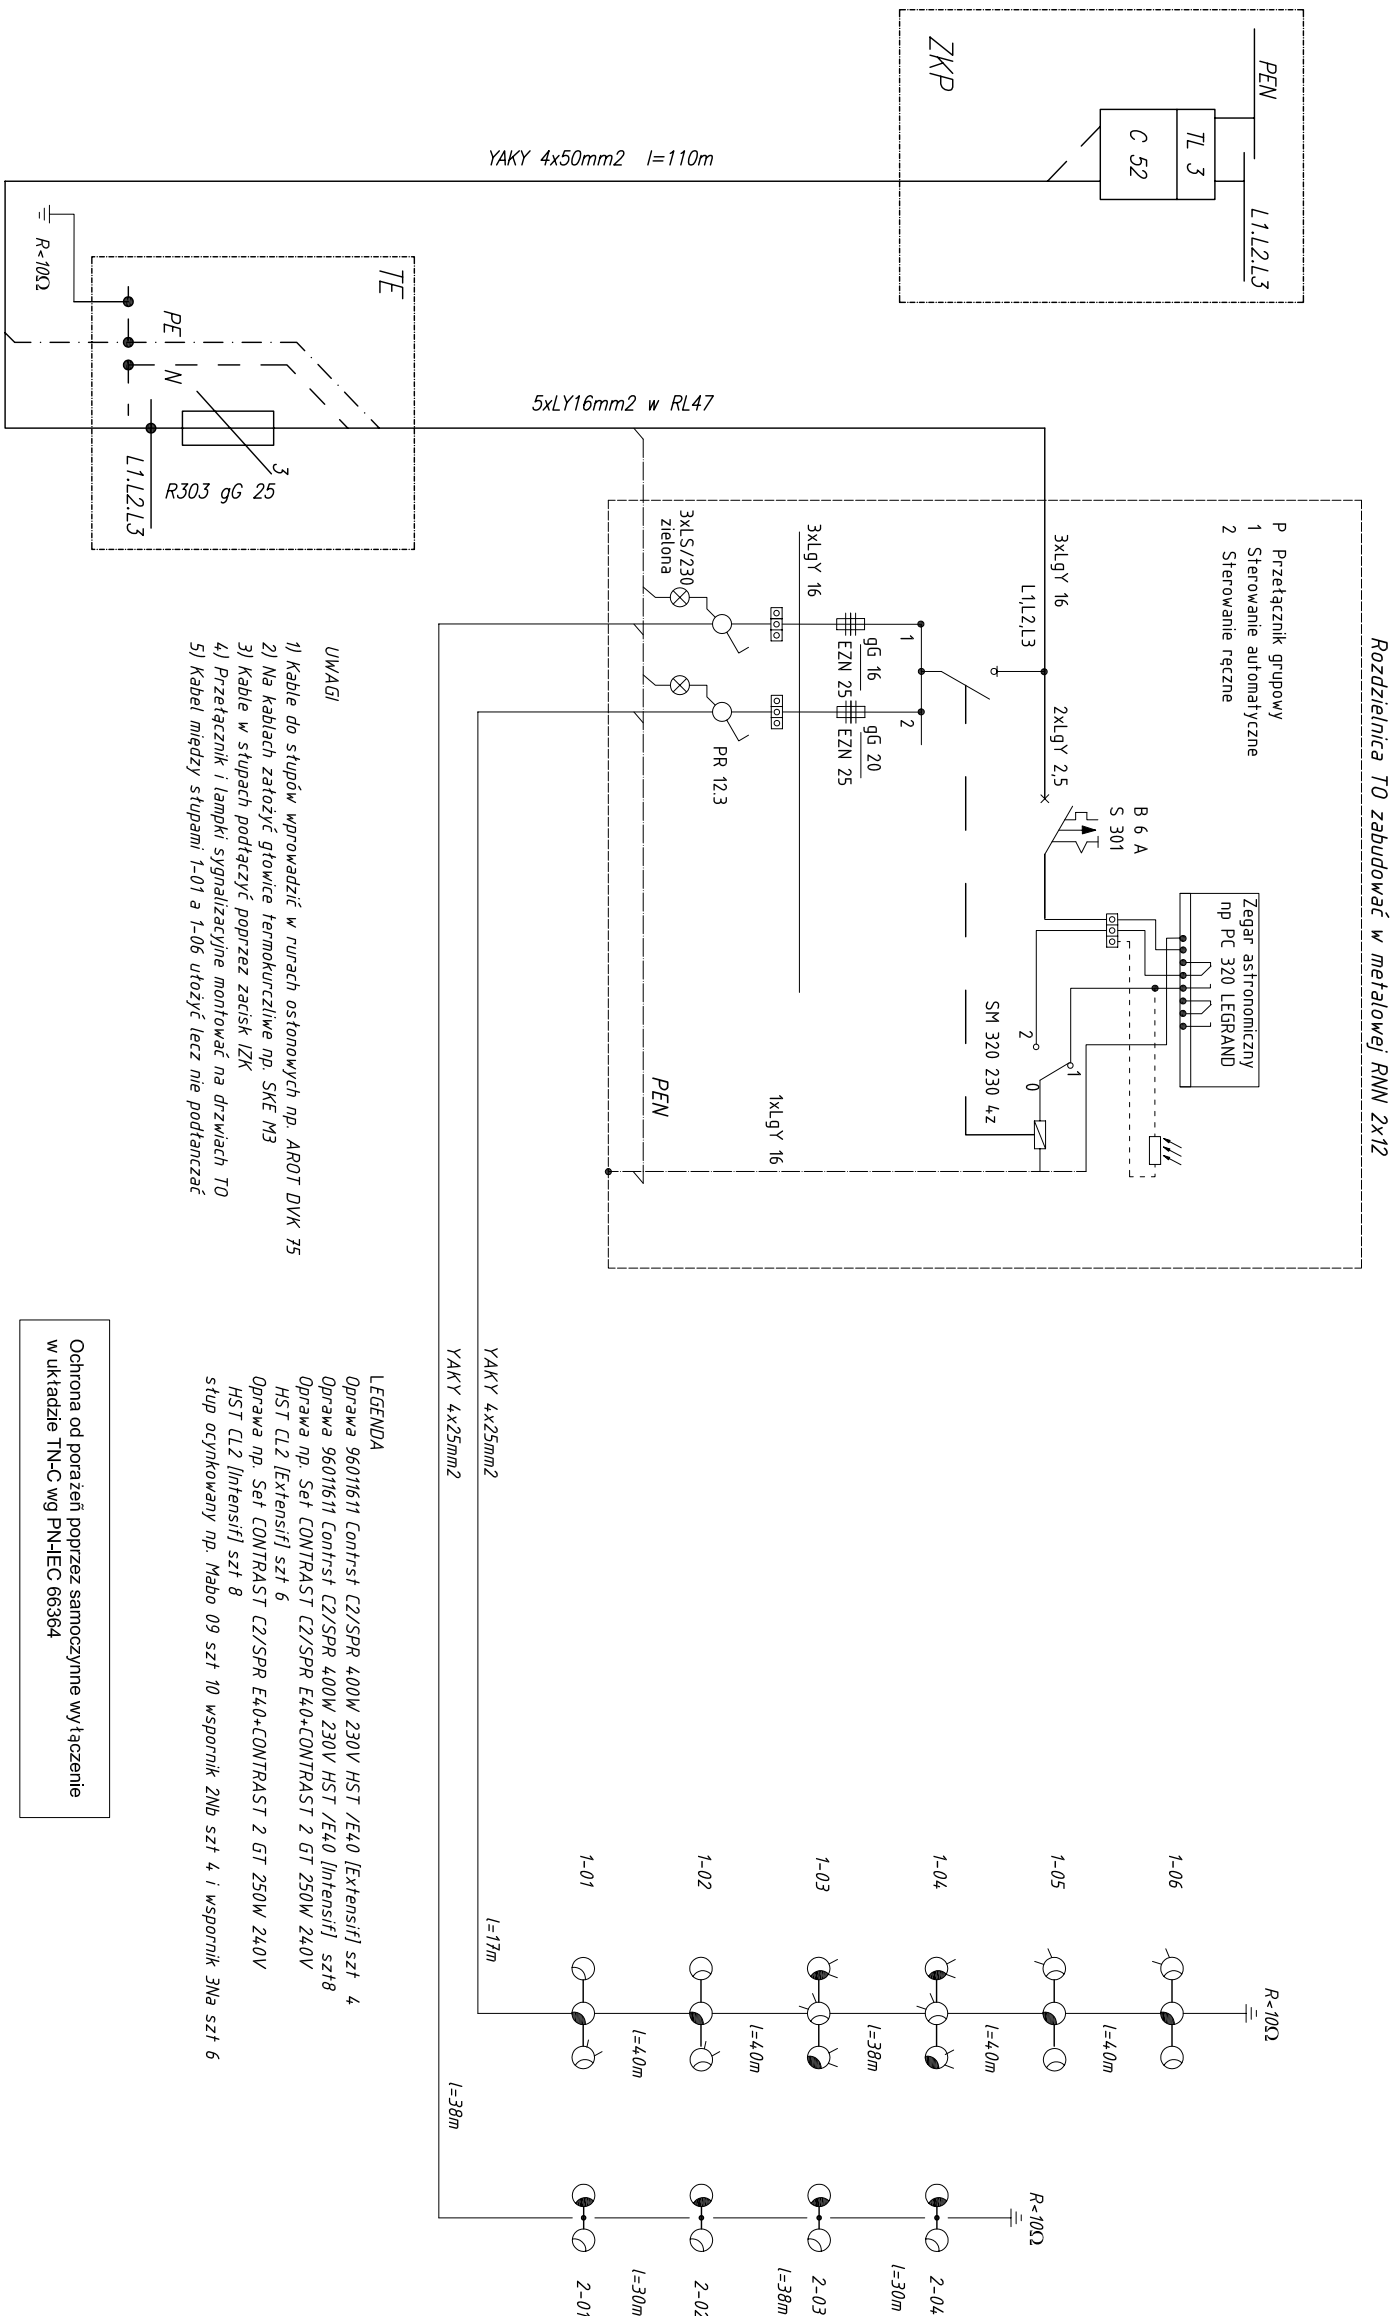 Rozdzielnica TO zabudować w metalowej RNN 2x12
PEN
TL 3
C 52
L1.L2.L3
ZKP
YAKY 4x50mm2 l=110m
R<10Ω
TE
PE
N
3
L1.L2.L3
R303 gG 25
5xLY16mm2 w RL47
P Przełącznik grupowy
1 Sterowanie automatyczne
2 Sterowanie ręczne
3xLgY 16
L1,L2,L3
2xLgY 2,5
B 6 A
S 301
Zegar astronomiczny
np PC 320 LEGRAND
SM 320 230 4z
2
1
0
1
2
gG 16
EZN 25
gG 20
EZN 25
3xLgY 16
3xLS/230
zielona
PR 12.3
PEN
1xLgY 16
UWAGI
1) Kable do słupów wprowadzić w rurach osłonowych np. AROT DVK 75
2) Na kablach założyć głowice termokurczliwe np. SKE M3
3) Kable w słupach podłączyć poprzez zacisk IZK
4) Przełącznik i lampki sygnalizacyjne montować na drzwiach TO
5) Kabel między słupami 1-01 a 1-06 ułożyć lecz nie podłanczać
YAKY 4x25mm2
YAKY 4x25mm2
LEGENDA
Oprawa 96011611 Contrst C2/SPR 400W 230V HST /E40 [Extensif] szt 4
Oprawa 96011611 Contrst C2/SPR 400W 230V HST /E40 [Intensif] szt8
Oprawa np. Set CONTRAST C2/SPR E40+CONTRAST 2 GT 250W 240V
HST CL2 [Extensif] szt 6
Oprawa np. Set CONTRAST C2/SPR E40+CONTRAST 2 GT 250W 240V
HST CL2 [Intensif] szt 8
słup ocynkowany np. Mabo 09 szt 10 wspornik 2Nb szt 4 i wspornik 3Na szt 6
Ochrona od porażeń poprzez samoczynne wyłączenie
w układzie TN-C wg PN-IEC 66364
1-06
1-05
1-04
1-03
1-02
1-01
l=17m
R<10Ω
l=40m
l=40m
l=38m
l=40m
l=40m
l=38m
R<10Ω
2-04
l=30m
2-03
l=38m
2-02
l=30m
2-01